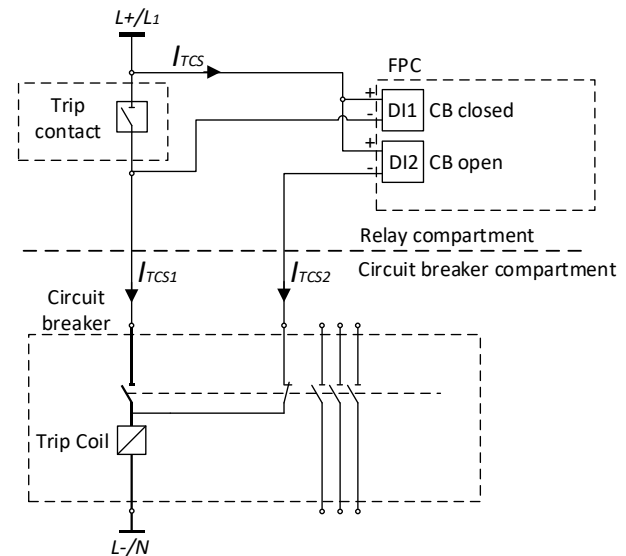 L+/L1
ITCS
FPC
Trip
contact
+
DI1
CB closed
-
+
DI2
CB open
-
Relay compartment
ITCS1
ITCS2
Circuit breaker compartment
Circuit
breaker
Trip Coil
L-/N